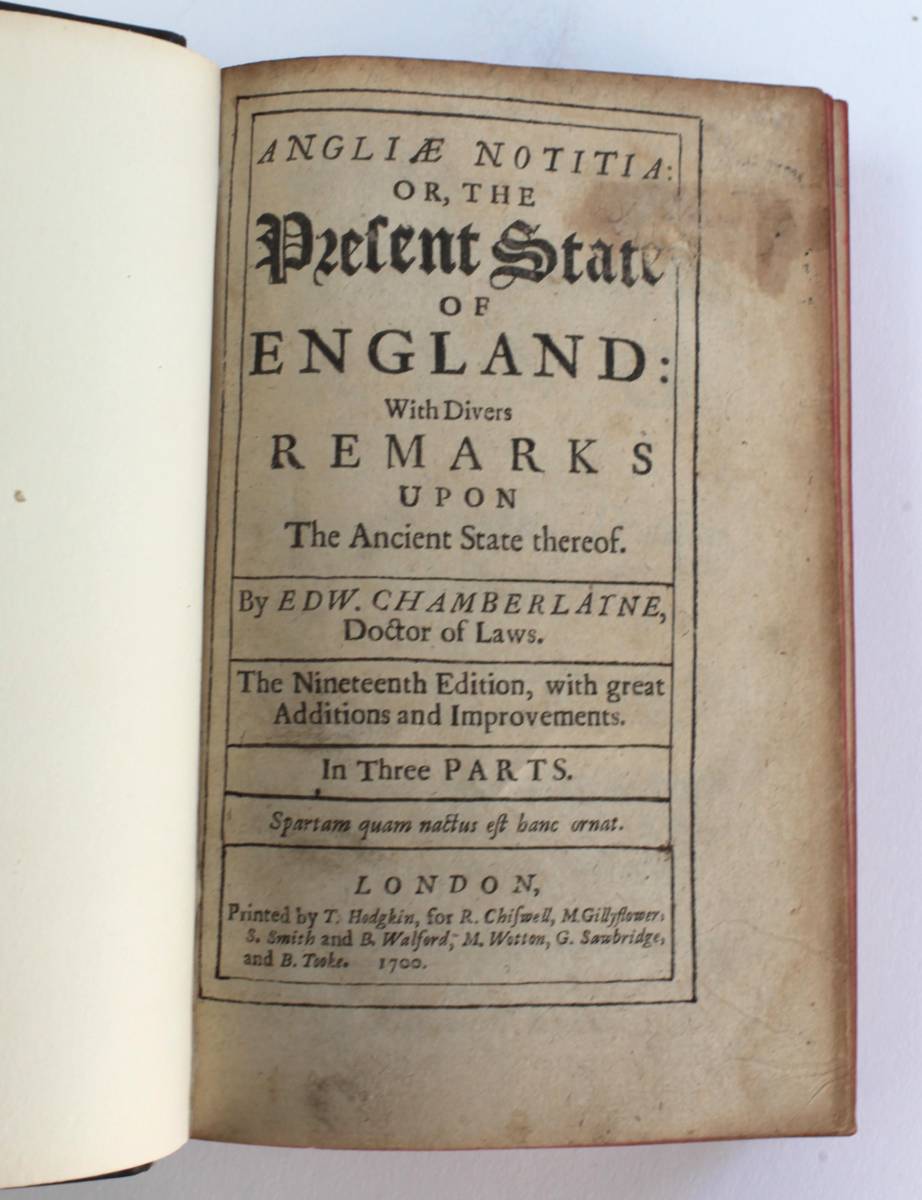 ANGLIÆ NOTITIA:
OR, THE
Preſent State
OF
ENGLAND:
With Divers
REMARKS
UPON
The Ancient State thereof.
By EDW. CHAMBERLAYNE,
Doctor of Laws.
The Nineteenth Edition, with great
Additions and Improvements.
In Three PARTS.
Spartam quam nactus eſt hanc ornat.
LONDON,
Printed by T. Hodgkin, for R. Chiſwell, M. Gillyflower,
S. Smith and B. Walford, M. Wotton, G. Sawbridge,
and B. Tooke. 1700.